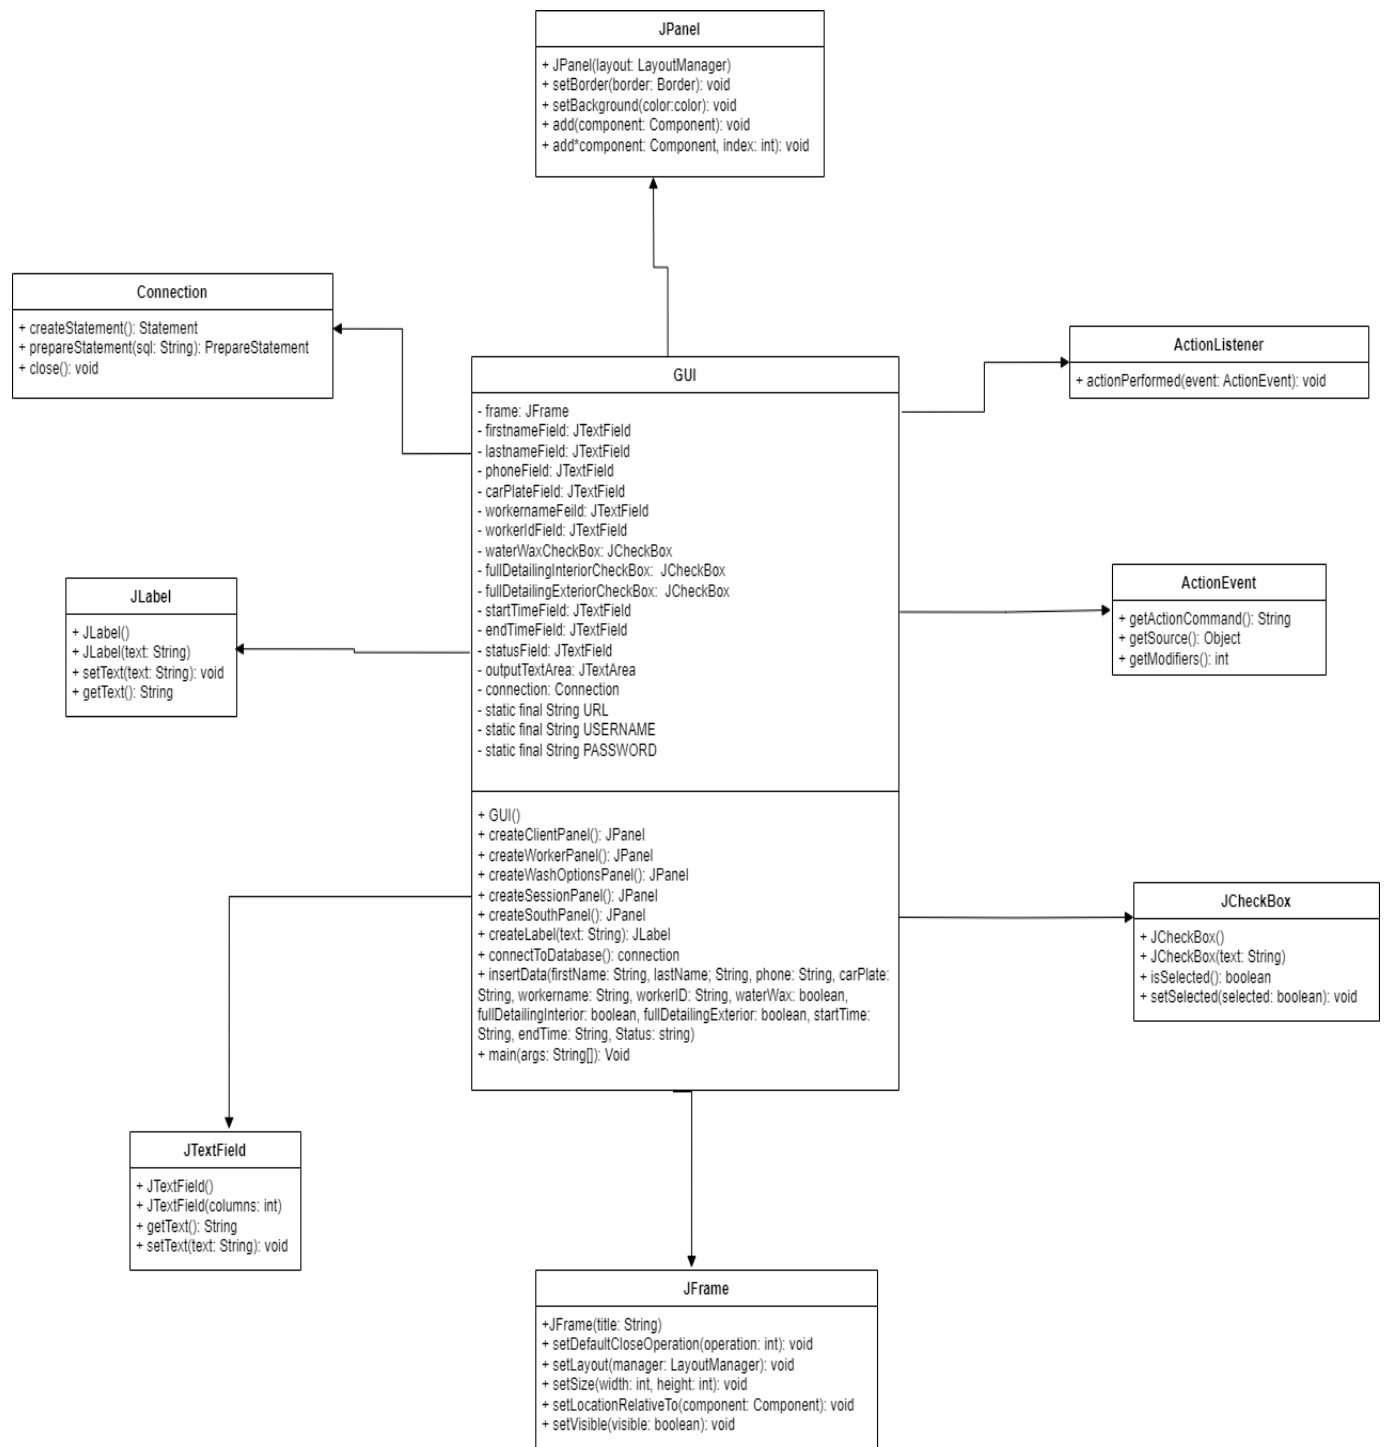 JPanel
+ JPanel(layout: LayoutManager)
+ setBorder(border: Border): void
+ setBackground(color:color): void
+ add(component: Component): void
+ add*component: Component, index: int): void
Connection
+ createStatement(): Statement
+ prepareStatement(sql: String): PrepareStatement
+ close(): void
ActionListener
+ actionPerformed(event: ActionEvent): void
GUI
- frame: JFrame
- firstnameField: JTextField
- lastnameField: JTextField
- phoneField: JTextField
- carPlateField: JTextField
- workernameFeild: JTextField
- workerIdField: JTextField
- waterWaxCheckBox: JCheckBox
- fullDetailingInteriorCheckBox:  JCheckBox
- fullDetailingExteriorCheckBox:  JCheckBox
- startTimeField: JTextField
- endTimeField: JTextField
- statusField: JTextField
- outputTextArea: JTextArea
- connection: Connection
- static final String URL
- static final String USERNAME
- static final String PASSWORD
+ GUI()
+ createClientPanel(): JPanel
+ createWorkerPanel(): JPanel
+ createWashOptionsPanel(): JPanel
+ createSessionPanel(): JPanel
+ createSouthPanel(): JPanel
+ createLabel(text: String): JLabel
+ connectToDatabase(): connection
+ insertData(firstName: String, lastName; String, phone: String, carPlate:
String, workername: String, workerID: String, waterWax: boolean,
fullDetailingInterior: boolean, fullDetailingExterior: boolean, startTime:
String, endTime: String, Status: string)
+ main(args: String[]): Void
JLabel
+ JLabel()
+ JLabel(text: String)
+ setText(text: String): void
+ getText(): String
ActionEvent
+ getActionCommand(): String
+ getSource(): Object
+ getModifiers(): int
JCheckBox
+ JCheckBox()
+ JCheckBox(text: String)
+ isSelected(): boolean
+ setSelected(selected: boolean): void
JTextField
+ JTextField()
+ JTextField(columns: int)
+ getText(): String
+ setText(text: String): void
JFrame
+JFrame(title: String)
+ setDefaultCloseOperation(operation: int): void
+ setLayout(manager: LayoutManager): void
+ setSize(width: int, height: int): void
+ setLocationRelativeTo(component: Component): void
+ setVisible(visible: boolean): void